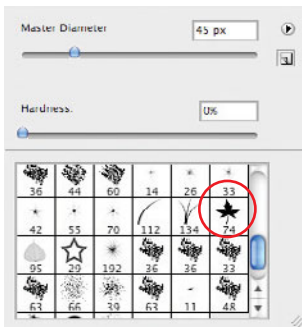 Master Diameter 45 px
Hardness: 0%
36 44 60 14 26 33
42 55 70 112 134 74
95 29 192 36 36 33
63 66 39 63 11 48